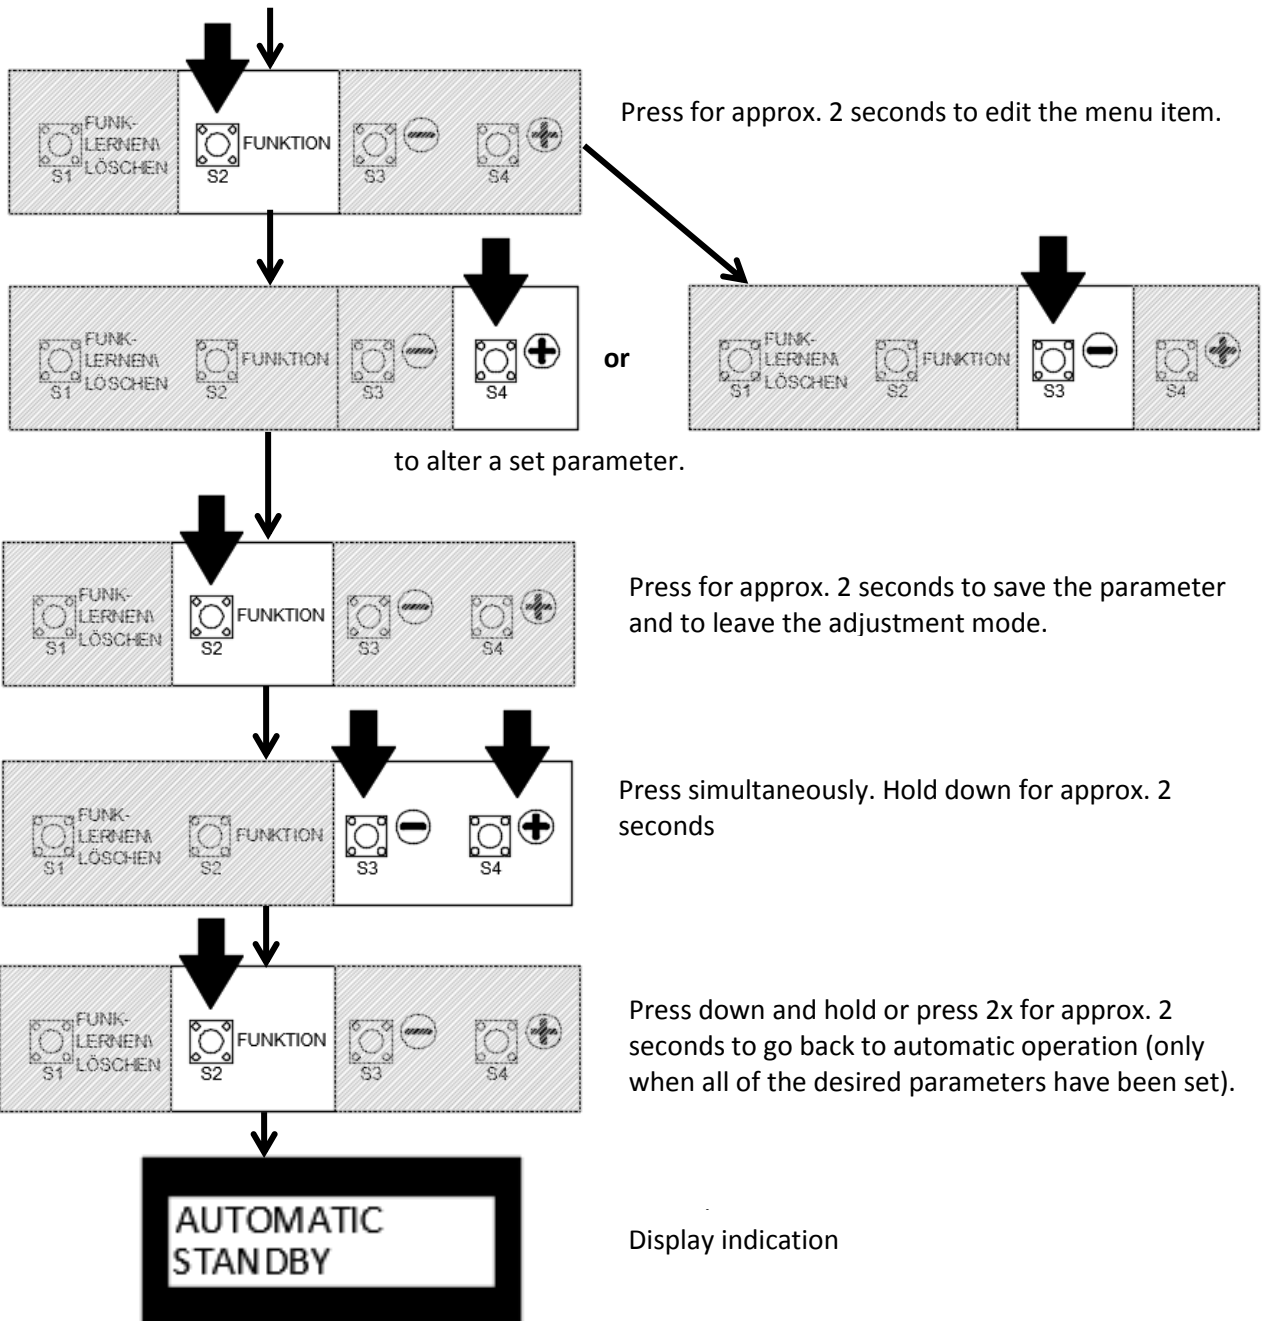 Press for approx. 2 seconds to edit the menu item.
FUNK-
LERNEN\
LÖSCHEN
S1
S2
FUNKTION
S3
S4
FUNK-
LERNEN\
LÖSCHEN
S1
S2
FUNKTION
S3
S4
or
FUNK-
LERNEN\
LÖSCHEN
S1
S2
FUNKTION
S3
S4
to alter a set parameter.
FUNK-
LERNEN\
LÖSCHEN
S1
S2
FUNKTION
S3
S4
Press for approx. 2 seconds to save the parameter
and to leave the adjustment mode.
FUNK-
LERNEN\
LÖSCHEN
S1
S2
FUNKTION
S3
S4
Press simultaneously. Hold down for approx. 2
seconds
FUNK-
LERNEN\
LÖSCHEN
S1
S2
FUNKTION
S3
S4
Press down and hold or press 2x for approx. 2
seconds to go back to automatic operation (only
when all of the desired parameters have been set).
AUTOMATIC
STANDBY
Display indication